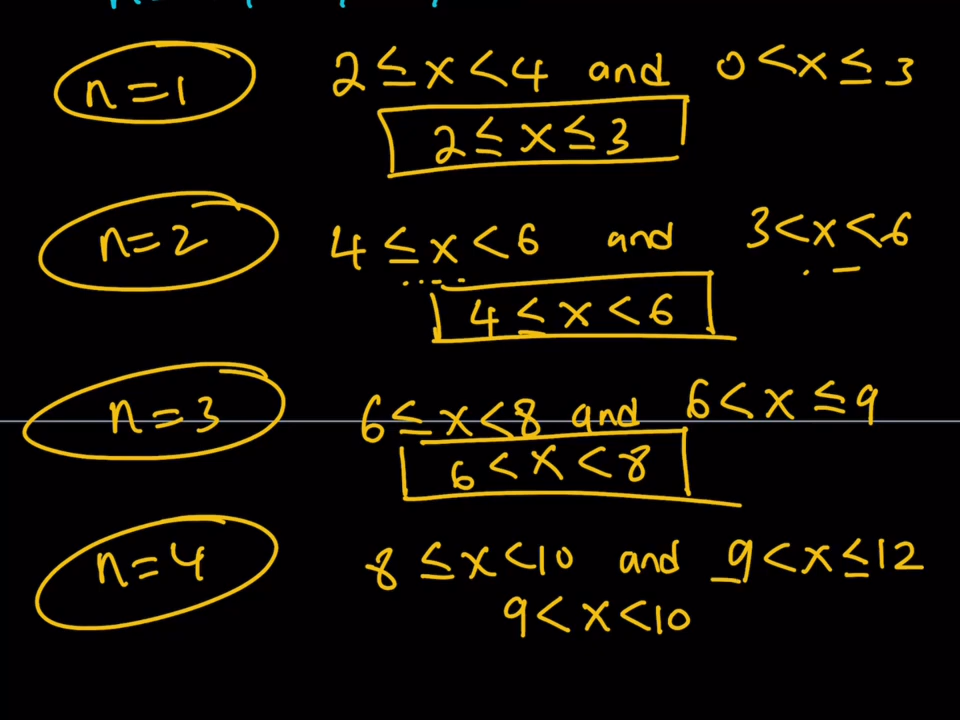 n=1 2≤x<4 and 0<x≤3
2≤x≤3
n=2 4≤x<6 and 3<x<6
4≤x<6
n=3 6≤x<8 and 6<x≤9
6<x<8
n=4 8≤x<10 and 9<x≤12
9<x<10